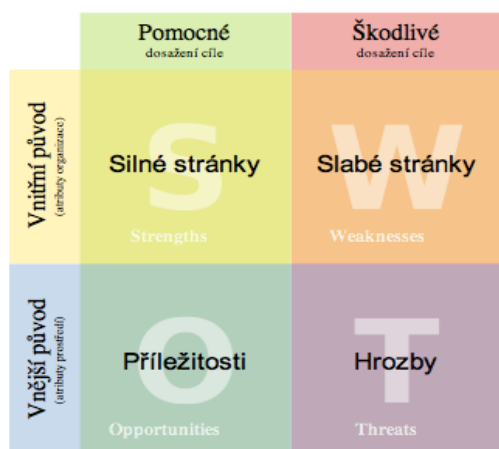 Pomocné
dosažení cíle
Škodlivé
dosažení cíle
Vnitřní původ
(atributy organizace)
S
Silné stránky
Strengths
W
Slabé stránky
Weaknesses
Vnější původ
(atributy prostředí)
O
Příležitosti
Opportunities
T
Hrozby
Threats